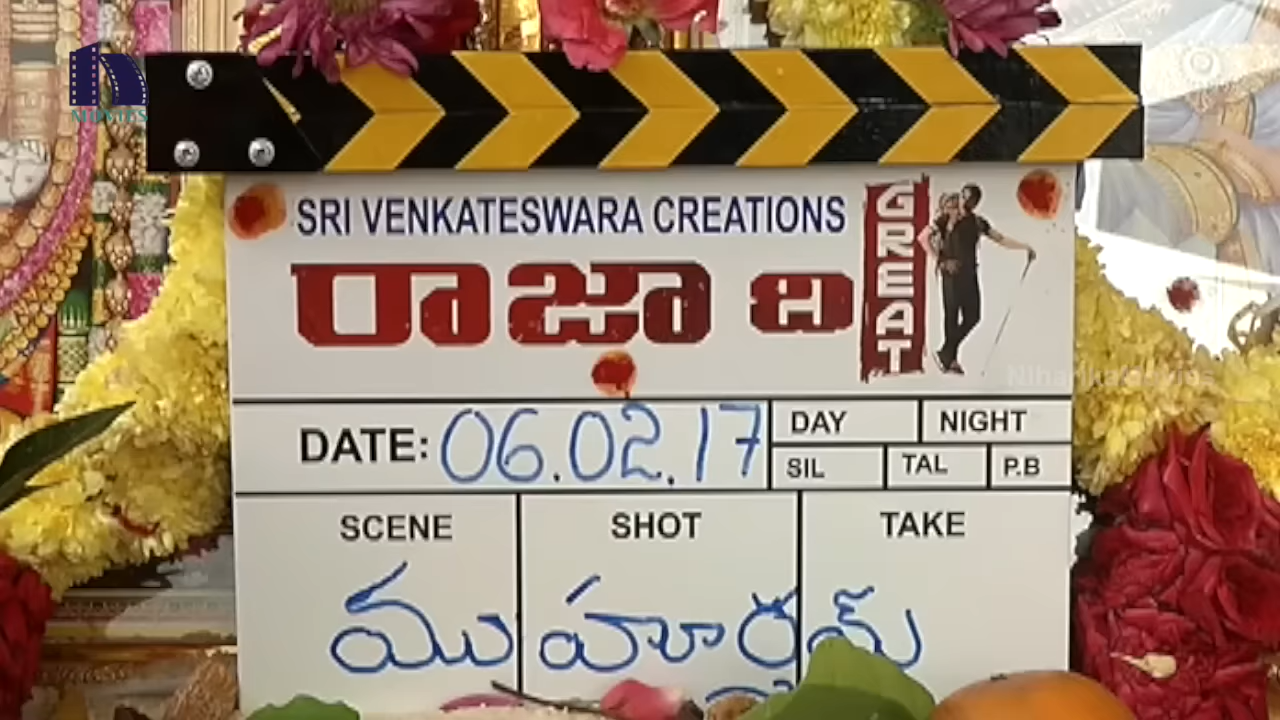 SRI VENKATESWARA CREATIONS
రాజా ది GREAT
DATE: 06.02.17
DAY NIGHT
SIL TAL P.B
SCENE SHOT TAKE
ముహూర్తమ్